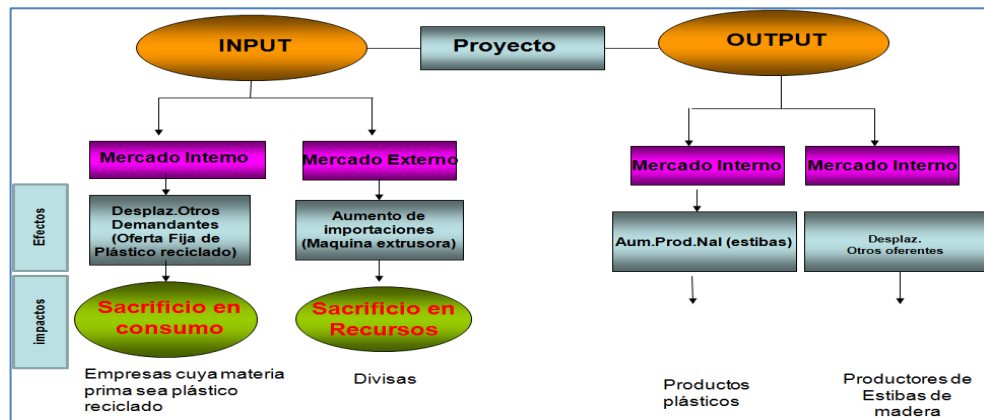 INPUT
Proyecto
OUTPUT
Mercado Interno
Mercado Externo
Mercado Interno
Mercado Interno
Efectos
Desplaz.Otros
Demandantes
(Oferta Fija de
Plástico reciclado)
Aumento de
importaciones
(Maquina extrusora)
Aum.Prod.Nal (estibas)
Desplaz.
Otros oferentes
impactos
Sacrificio en
consumo
Sacrificio en
Recursos
Empresas cuya materia
prima sea plástico
reciclado
Divisas
Productos
plásticos
Productores de
Estibas de
madera